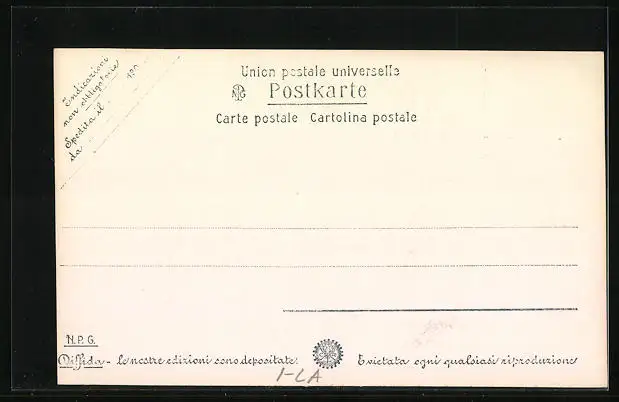 Indicazioni
non obbligatorie
Spedita il 190
da
Union postale universelle
Postkarte
Carte postale Cartolina postale
N.P.G.
Diffida - le nostre edizioni sono depositate. È vietata ogni qualsiasi riproduzione
1-LA